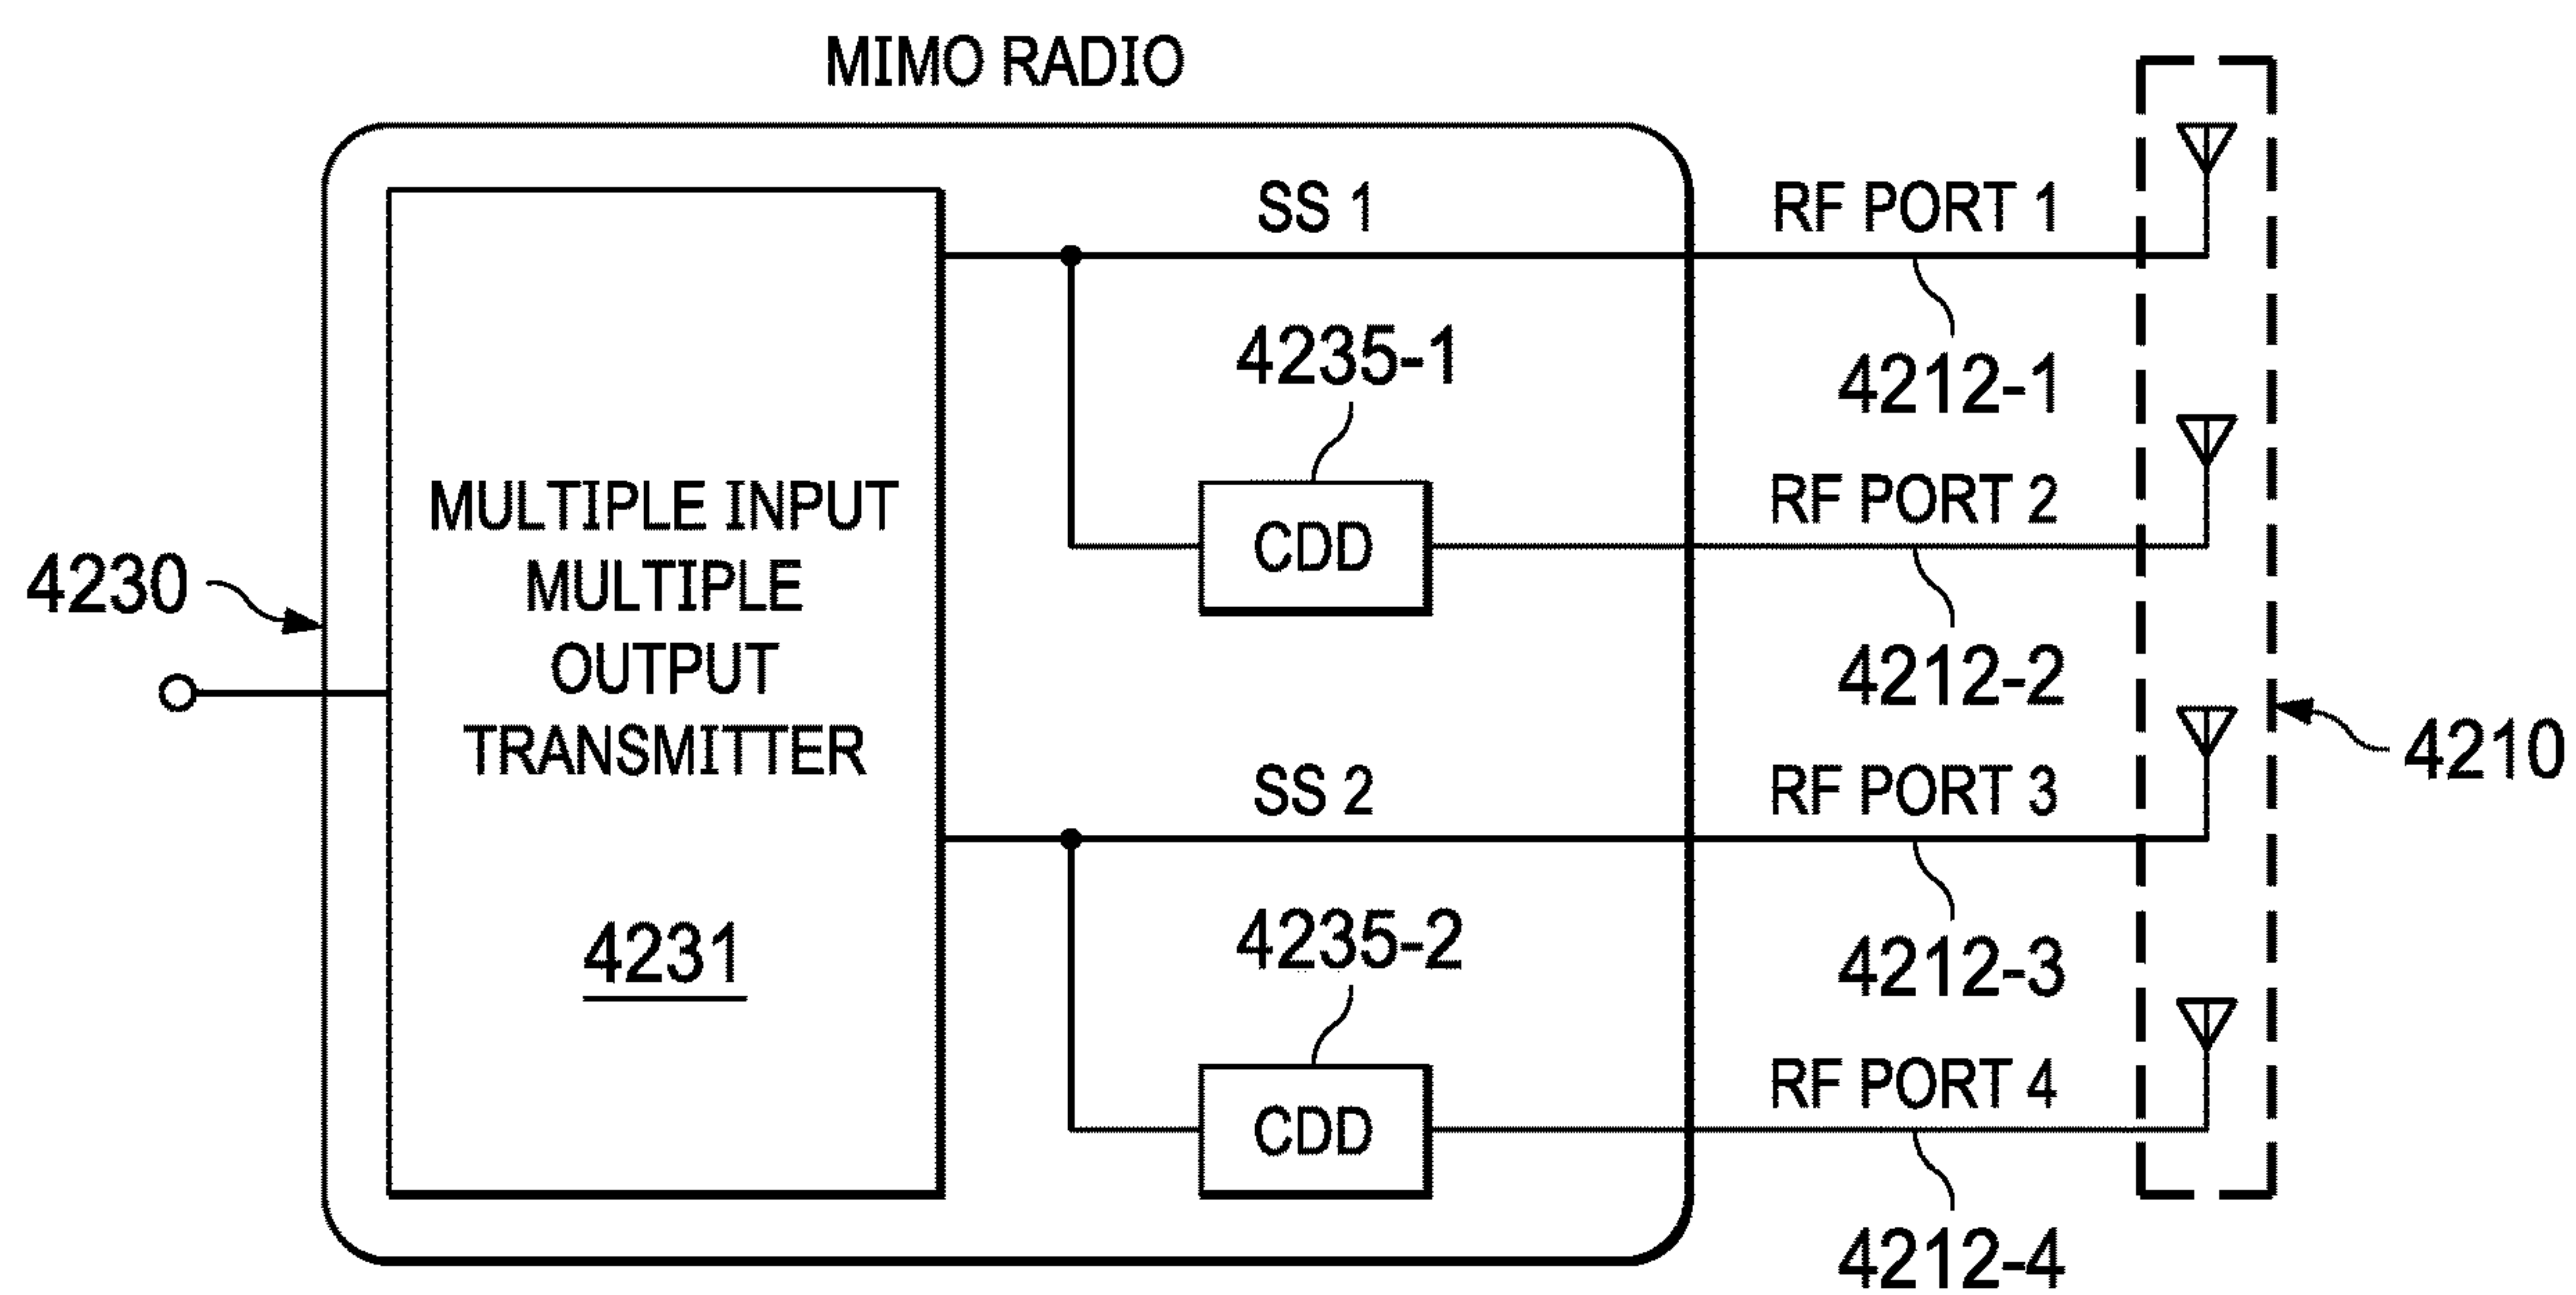 MIMO RADIO
SS 1
RF PORT 1
4235-1
4212-1
MULTIPLE INPUT
MULTIPLE
OUTPUT
TRANSMITTER
4231
CDD
RF PORT 2
4230
4212-2
4210
SS 2
RF PORT 3
4235-2
4212-3
CDD
RF PORT 4
4212-4